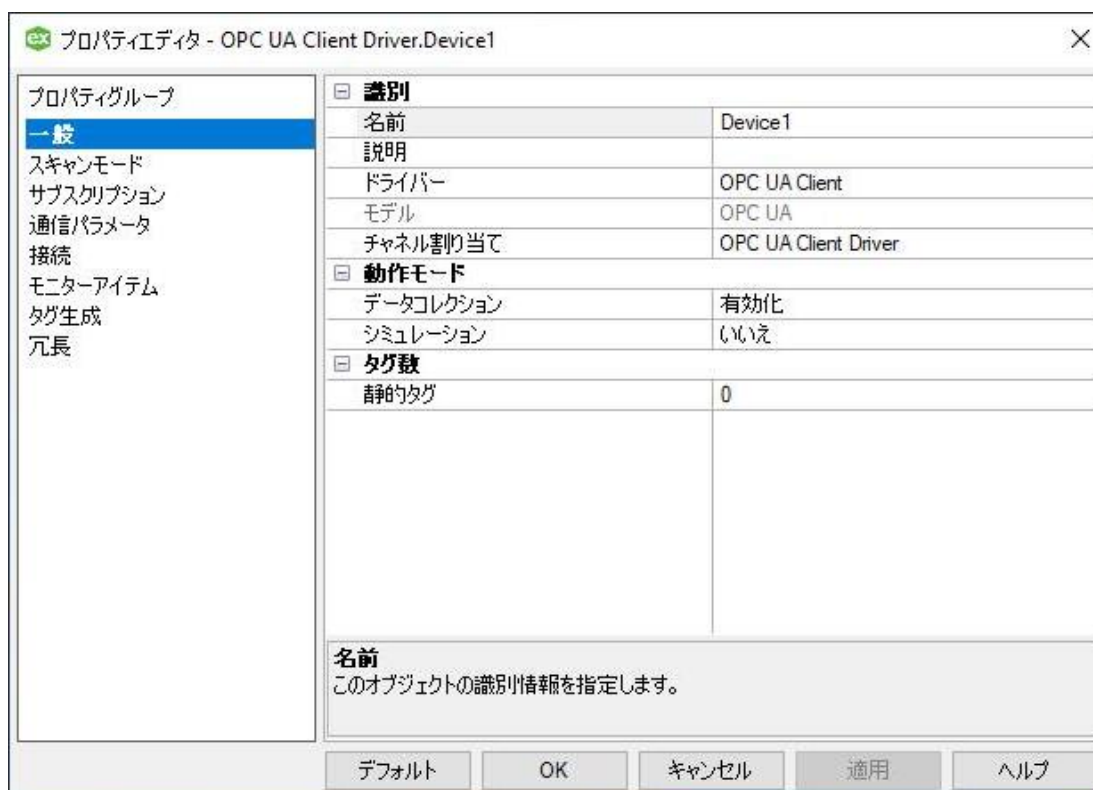 プロパティエディタ - OPC UA Client Driver.Device1
プロパティグループ
一般
スキャンモード
サブスクリプション
通信パラメータ
接続
モニターアイテム
タグ生成
冗長
識別
名前 Device1
説明
ドライバー OPC UA Client
モデル OPC UA
チャネル割り当て OPC UA Client Driver
動作モード
データコレクション 有効化
シミュレーション いいえ
タグ数
静的タグ 0
名前
このオブジェクトの識別情報を指定します。
デフォルト OK キャンセル 適用 ヘルプ